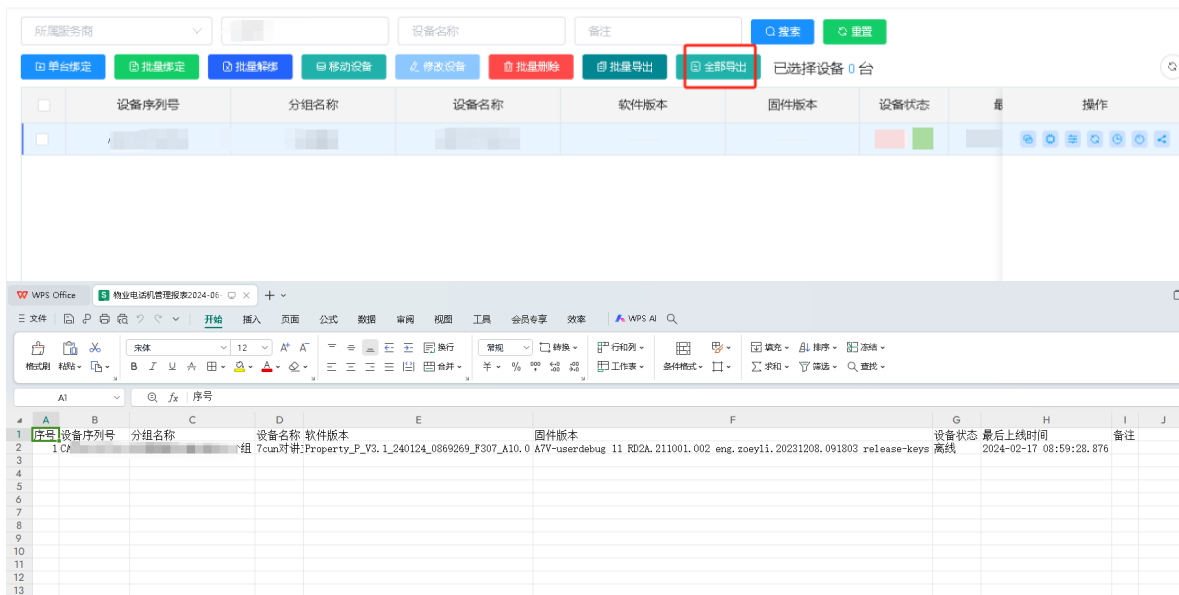 所属服务商 设备名称 备注 搜索 重置
单台绑定 批量绑定 批量解绑 移动设备 修改设备 批量删除 批量导出 全部导出 已选择设备 0 台
设备序列号 分组名称 设备名称 软件版本 固件版本 设备状态 操作
WPS Office 物业电话机管理报表2024-06-
文件 开始 插入 页面 公式 数据 审阅 视图 工具 会员专享 效率 WPS AI
宋体 12 A+ A- 换行 常规 转换 行和列 填充 排序 冻结
格式刷 粘贴 B I U A 合并 ¥ % 工作表 条件格式 求和 筛选 查找
A1 fx 序号
A B C D E F G H I J
1 序号 设备序列号 分组名称 设备名称 软件版本 固件版本 设备状态 最后上线时间 备注
2 1 组 7cun对讲 Property_P_V3.1_240124_0869269_F307_A10.0 A7V-userdebug 11 RD2A.211001.002 eng.zoeyli.20231208.091803 release-keys 离线 2024-02-17 08:59:28.876
3
4
5
6
7
8
9
10
11
12
13